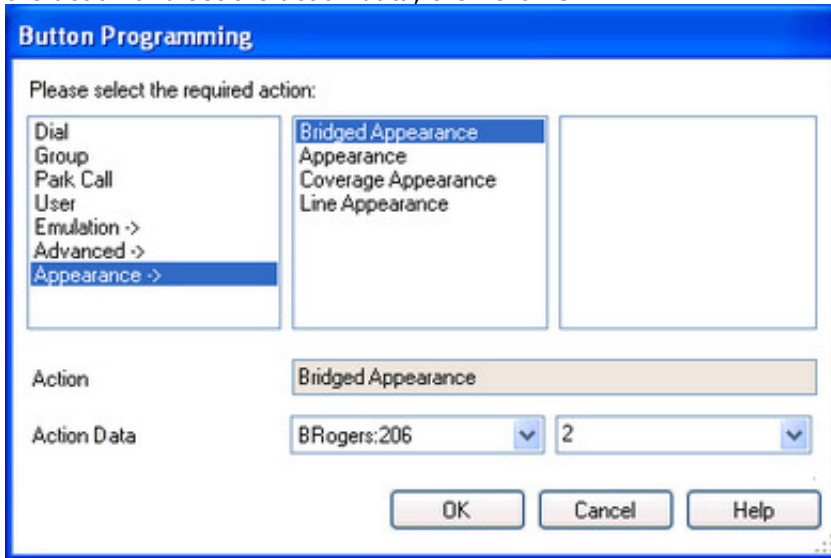 Button Programming
Please select the required action:
Dial
Group
Park Call
User
Emulation ->
Advanced ->
Appearance ->
Bridged Appearance
Appearance
Coverage Appearance
Line Appearance
Action
Bridged Appearance
Action Data
BRogers:206
2
OK
Cancel
Help